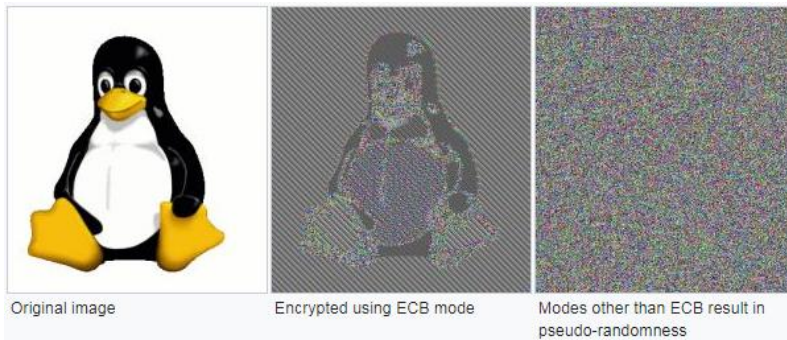 Original image
Encrypted using ECB mode
Modes other than ECB result in
pseudo-randomness